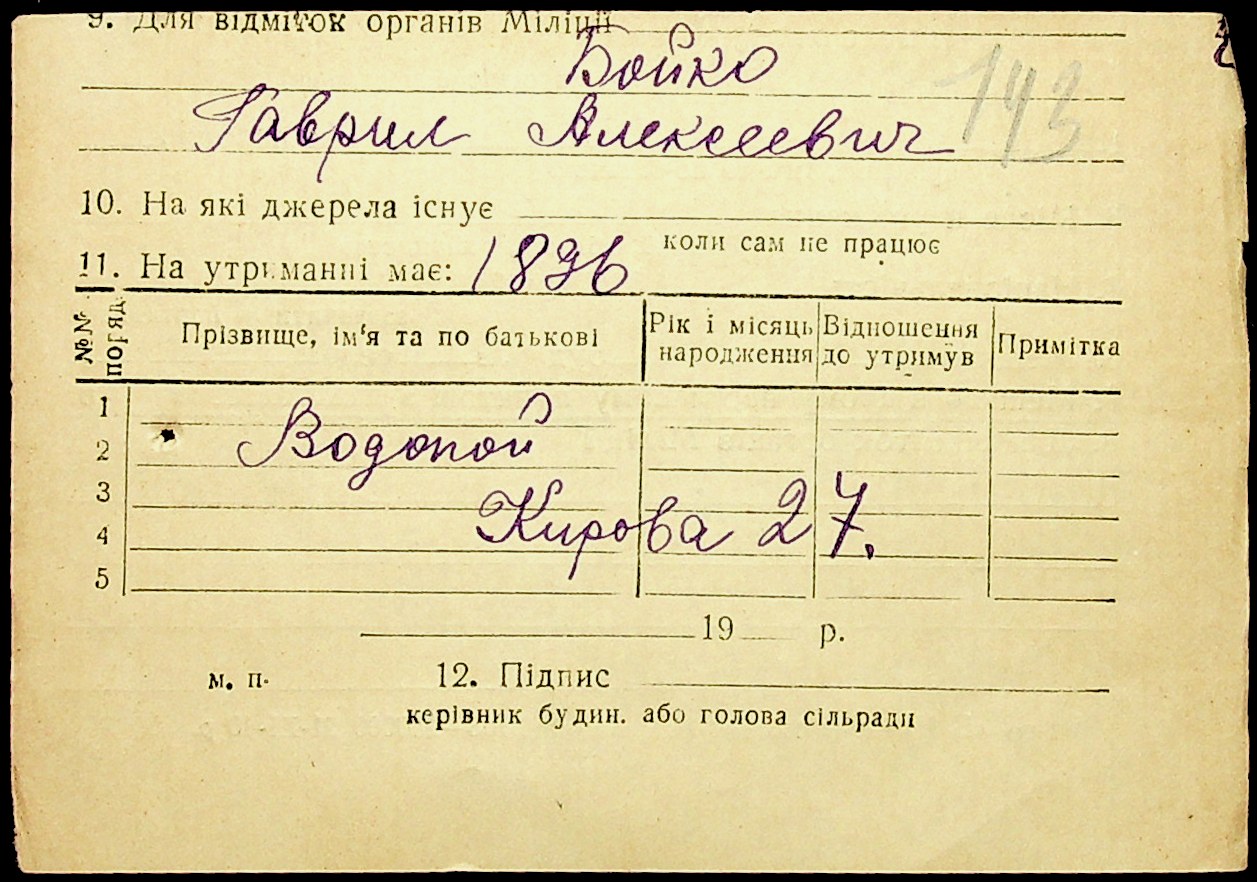 9. Для відміток органів Міліції
Бойко
Гаврил Алексеевич 143
10. На які джерела існує
коли сам не працює
11. На утриманні має: 1896
№№ поряд. Прізвище, ім'я та по батькові Рік і місяць народження Відношення до утримув Примітка
1
2 Водопой
3
4 Кирова 27.
5
19 р.
м. п. 12. Підпис
керівник будин. або голова сільради